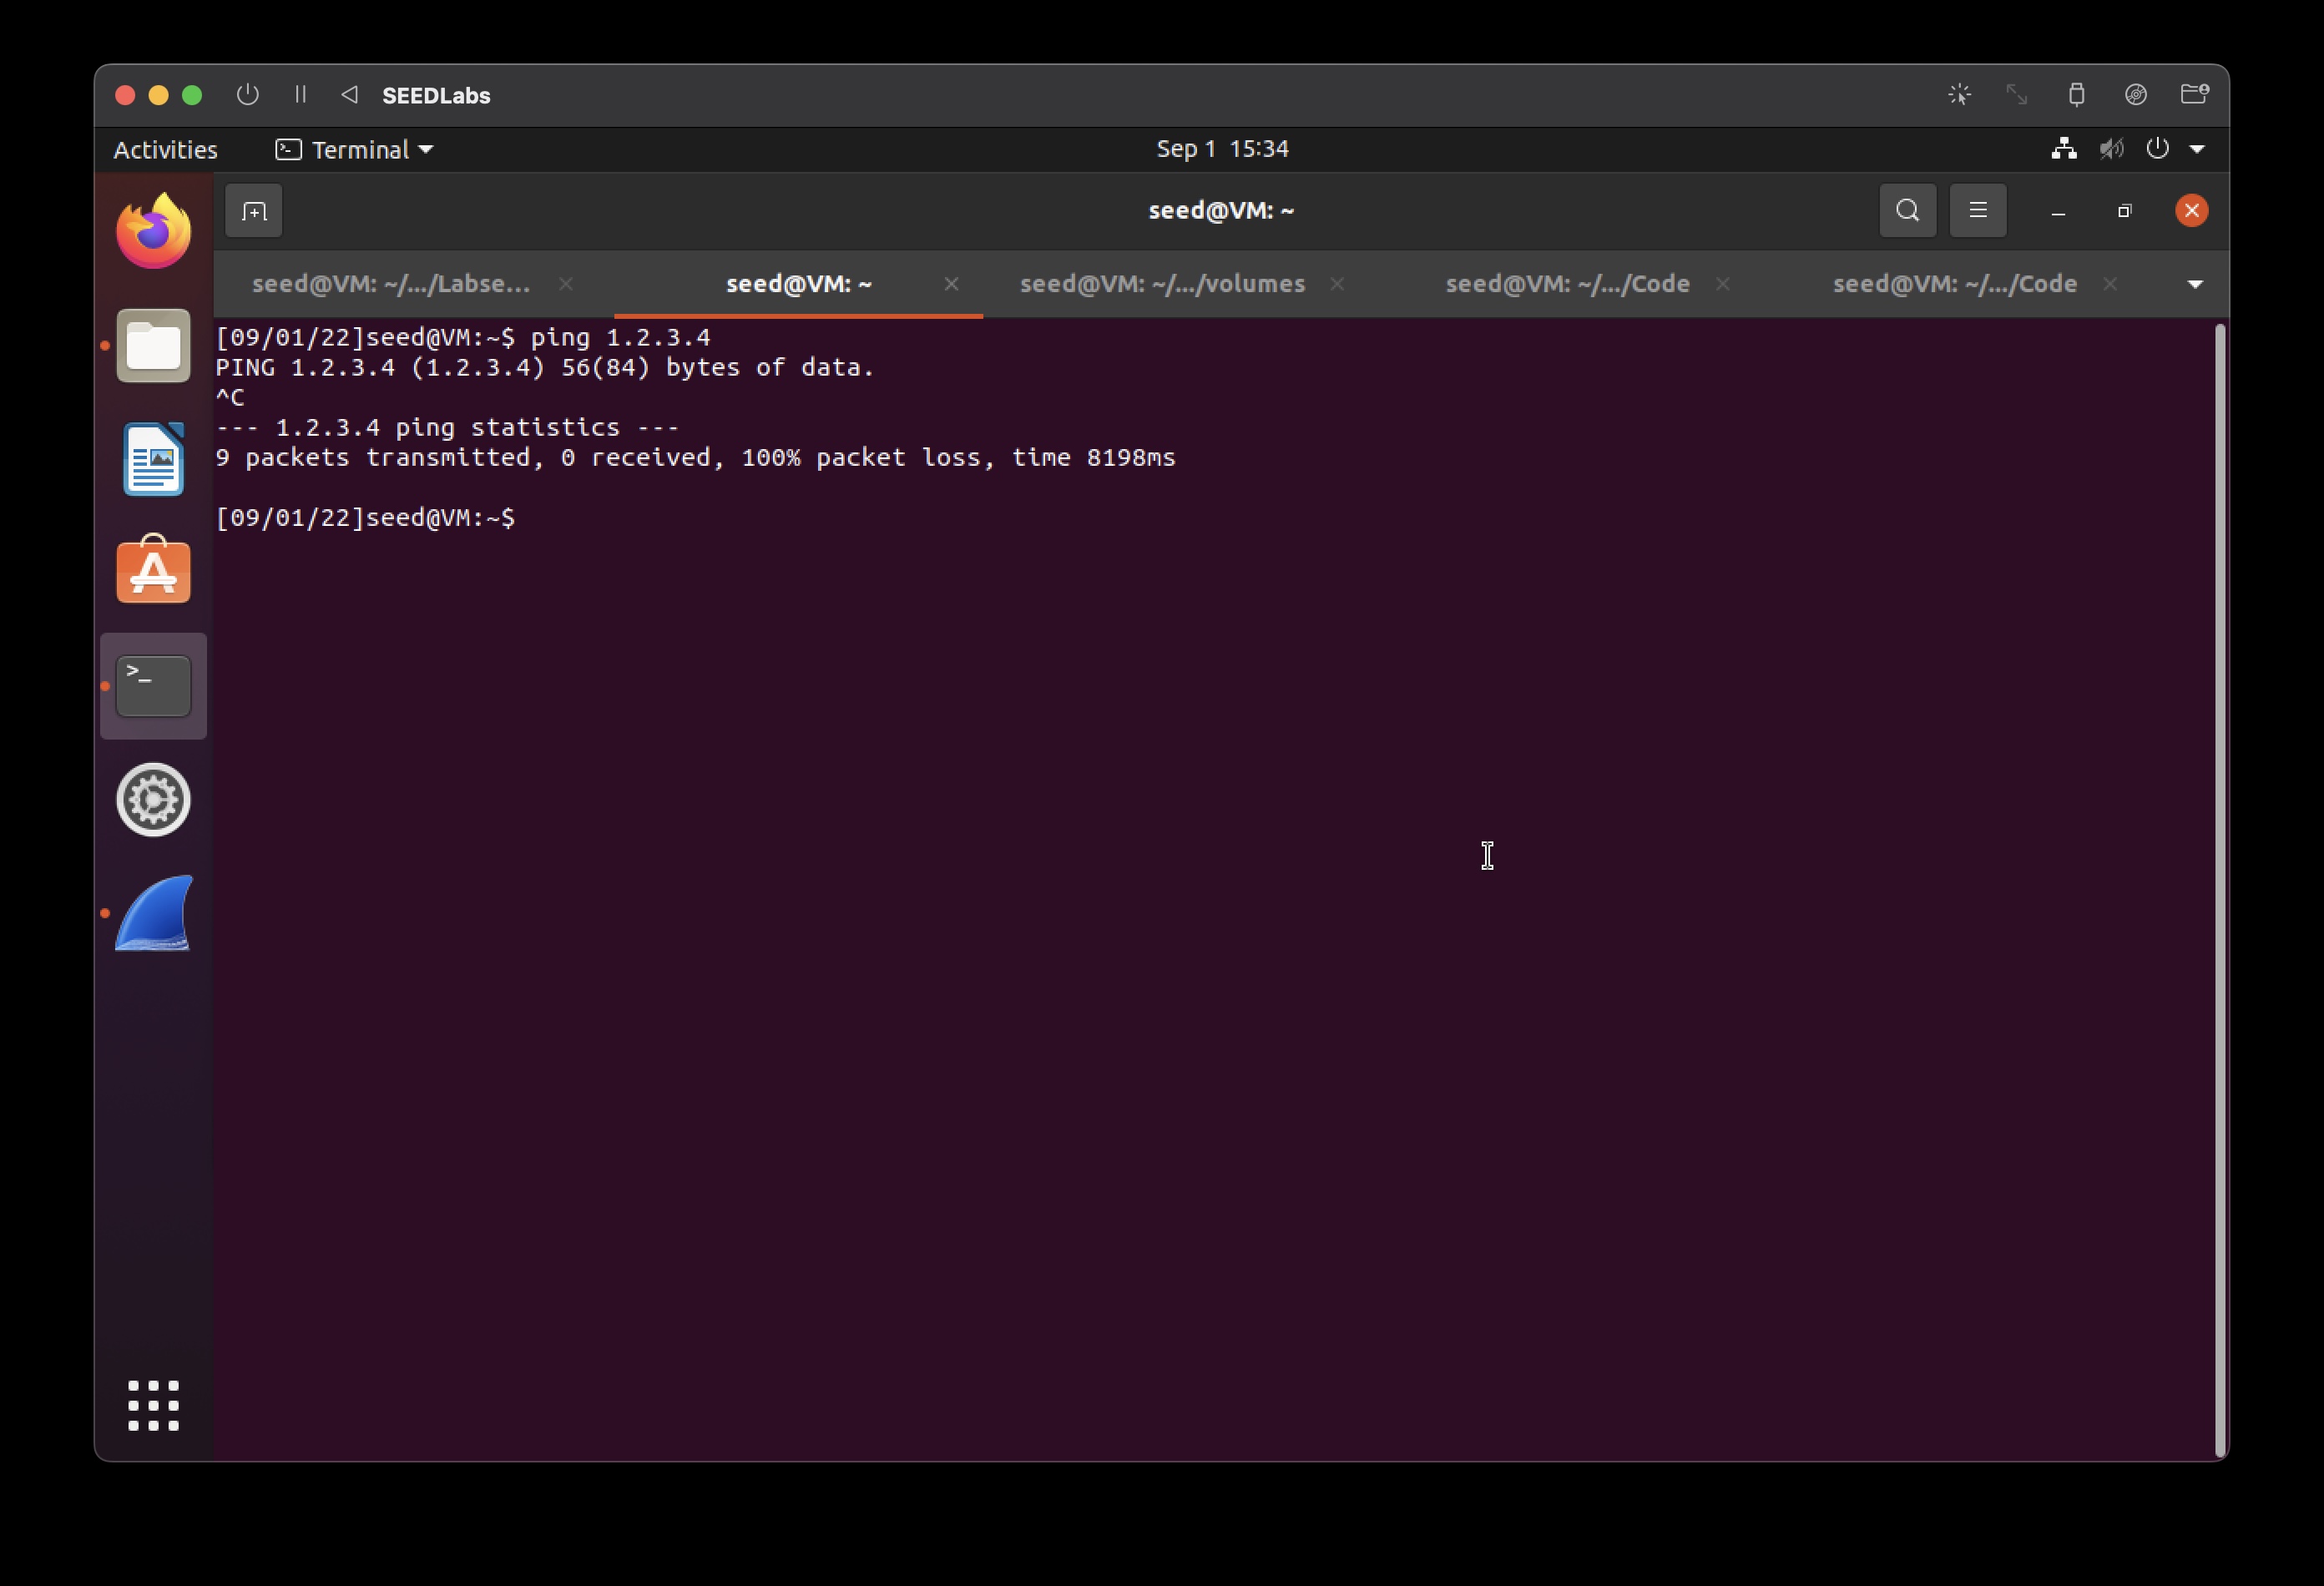 SEEDLabs
Activities Terminal Sep 1 15:34
seed@VM: ~
seed@VM: ~/.../Labse... seed@VM: ~ seed@VM: ~/.../volumes seed@VM: ~/.../Code seed@VM: ~/.../Code
[09/01/22]seed@VM:~$ ping 1.2.3.4
PING 1.2.3.4 (1.2.3.4) 56(84) bytes of data.
^C
--- 1.2.3.4 ping statistics ---
9 packets transmitted, 0 received, 100% packet loss, time 8198ms
[09/01/22]seed@VM:~$